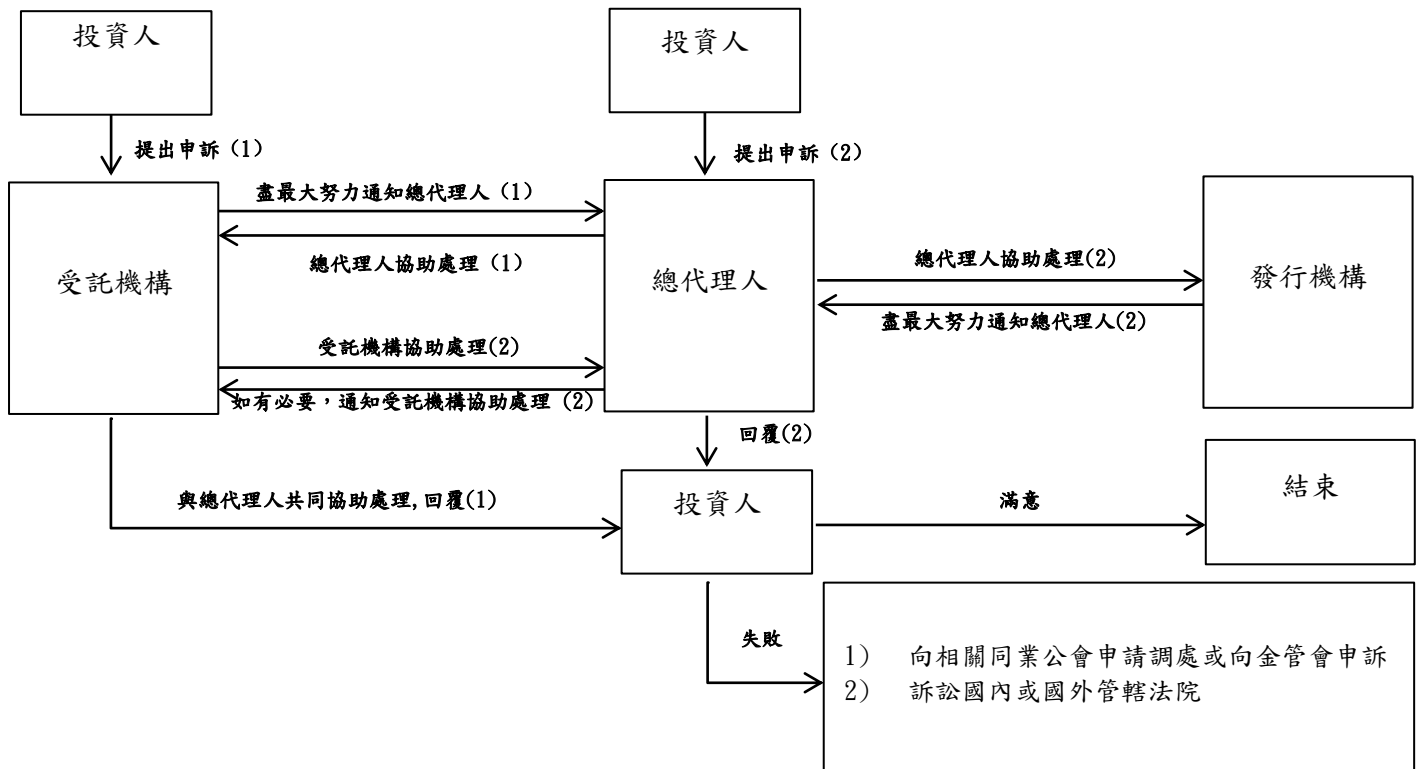 投資人
投資人
提出申訴（1）
提出申訴（2）
盡最大努力通知總代理人（1）
總代理人協助處理（1）
總代理人協助處理(2)
受託機構
總代理人
發行機構
盡最大努力通知總代理人(2)
受託機構協助處理(2)
如有必要，通知受託機構協助處理（2）
回覆(2)
與總代理人共同協助處理,回覆(1)
投資人
滿意
結束
失敗
1) 向相關同業公會申請調處或向金管會申訴
2) 訴訟國內或國外管轄法院